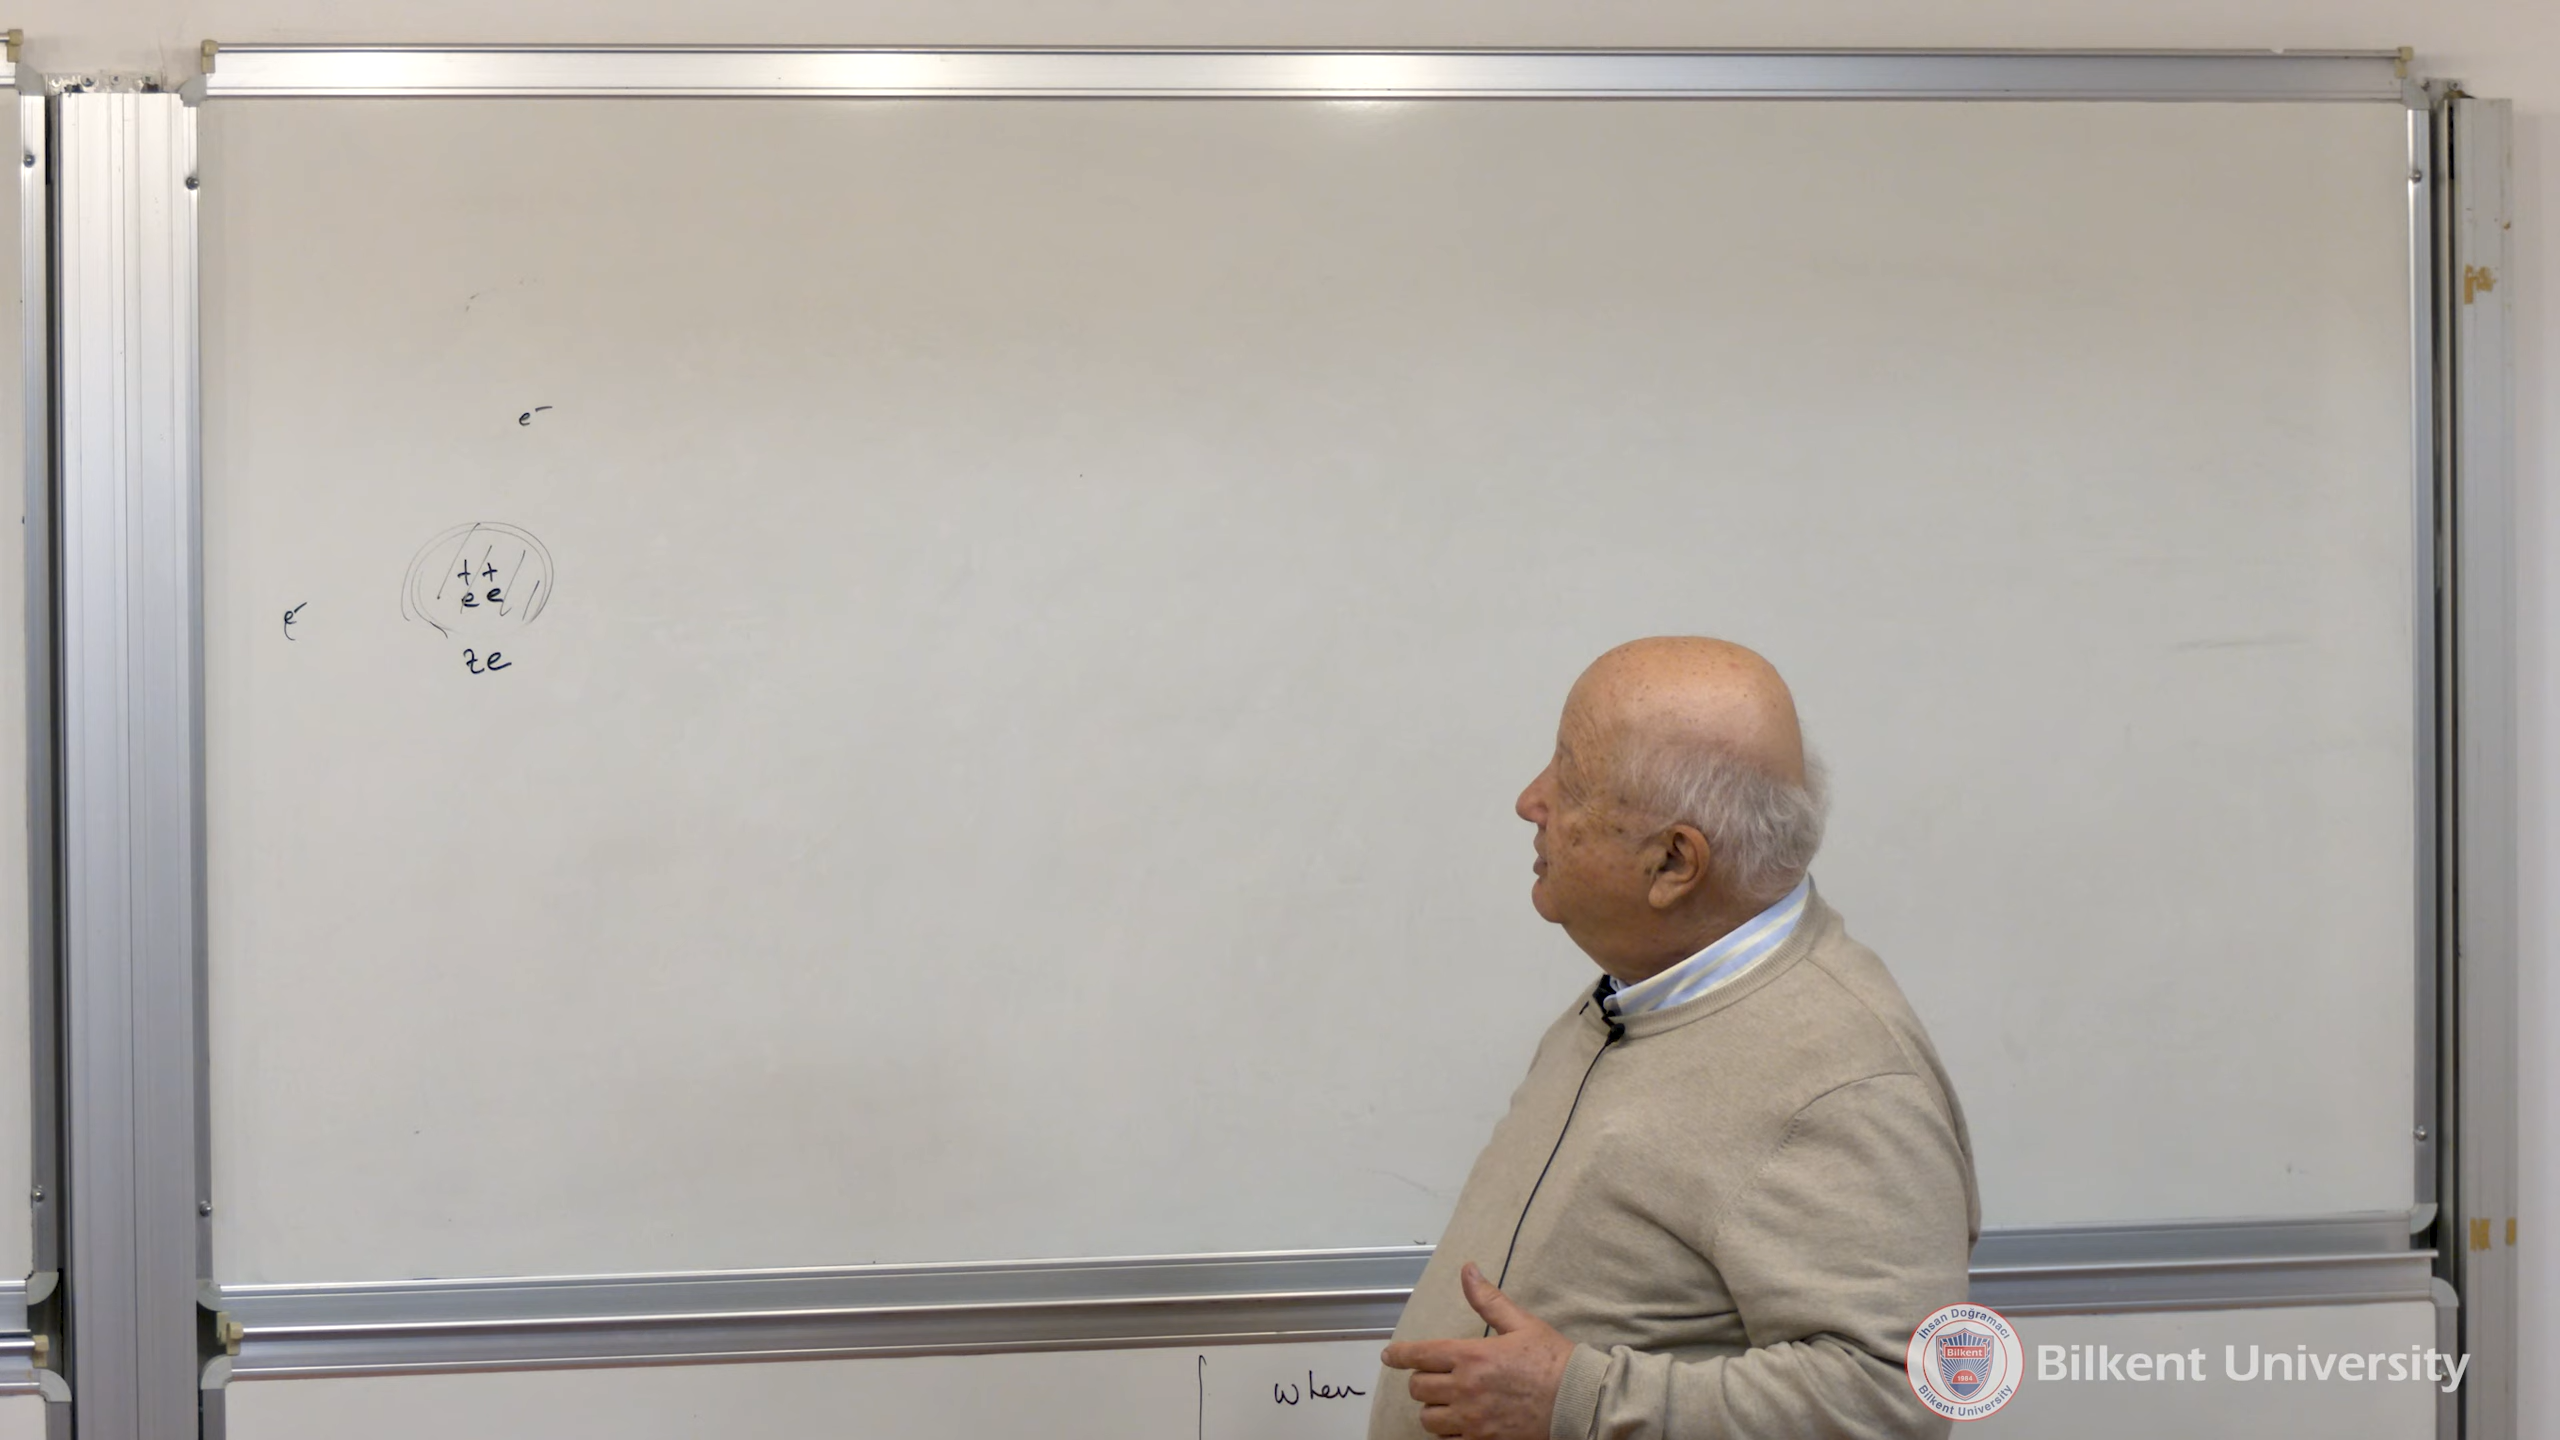 e⁻
+ +
e e
e⁻
ze
when
İhsan Doğramacı
Bilkent
1984
Bilkent University
Bilkent University